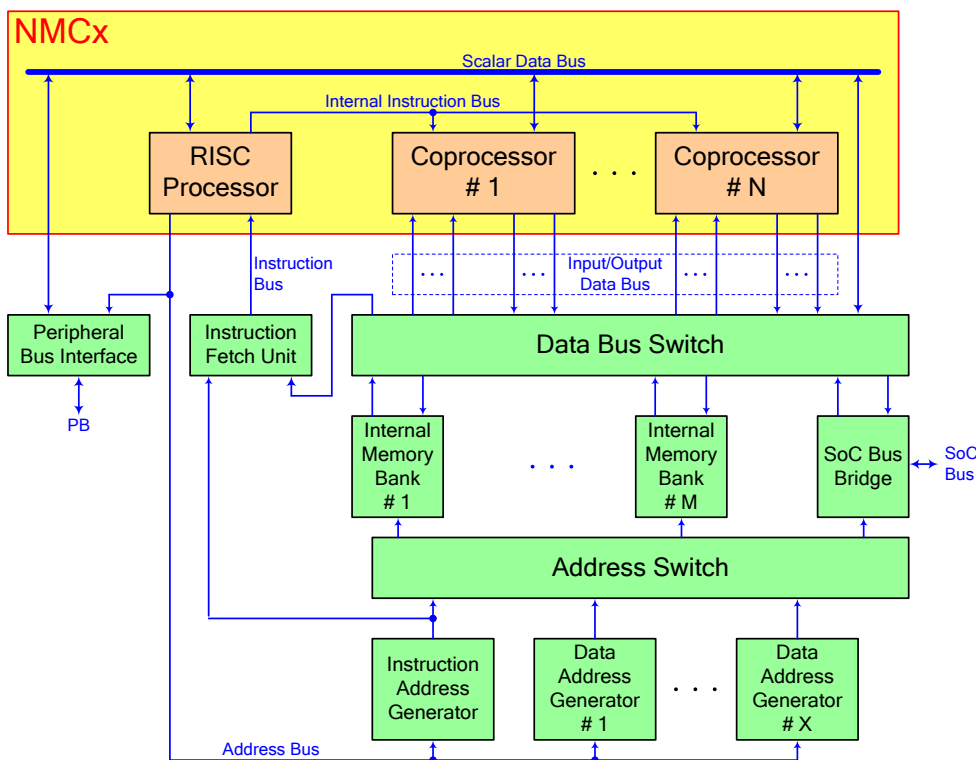 NMCx
Scalar Data Bus
Internal Instruction Bus
RISC
Processor
Coprocessor
# 1
. . .
Coprocessor
# N
Instruction
Bus
...
...
Input/Output
Data Bus
...
...
Peripheral
Bus Interface
Instruction
Fetch Unit
Data Bus Switch
PB
Internal
Memory
Bank
# 1
. . .
Internal
Memory
Bank
# M
SoC Bus
Bridge
SoC
Bus
Address Switch
Instruction
Address
Generator
Data
Address
Generator
# 1
. . .
Data
Address
Generator
# X
Address Bus